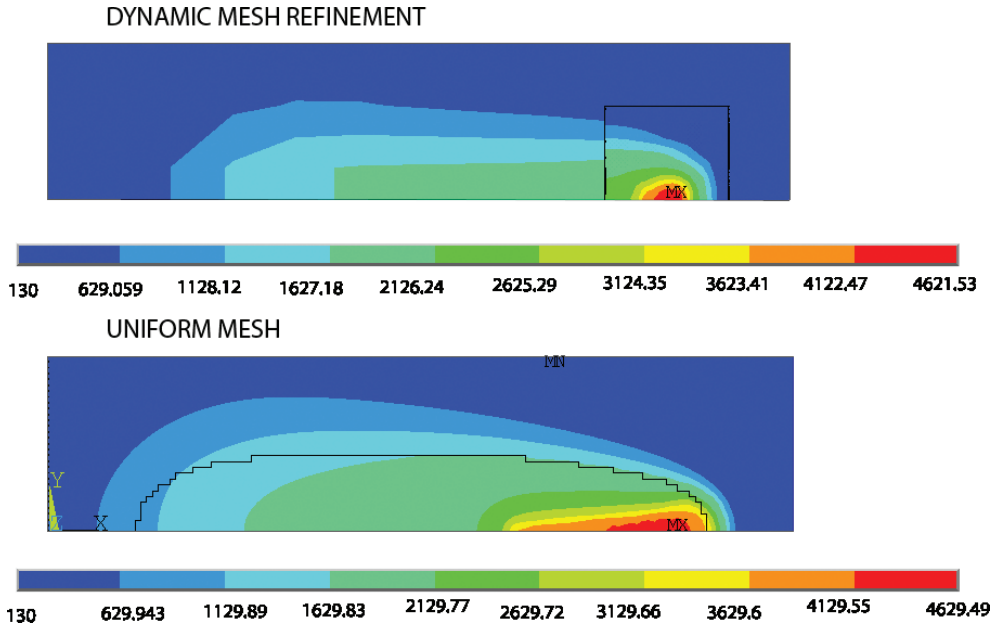 DYNAMIC MESH REFINEMENT
MX
130 629.059 1128.12 1627.18 2126.24 2625.29 3124.35 3623.41 4122.47 4621.53
UNIFORM MESH
MN
Y
Z X MX
130 629.943 1129.89 1629.83 2129.77 2629.72 3129.66 3629.6 4129.55 4629.49